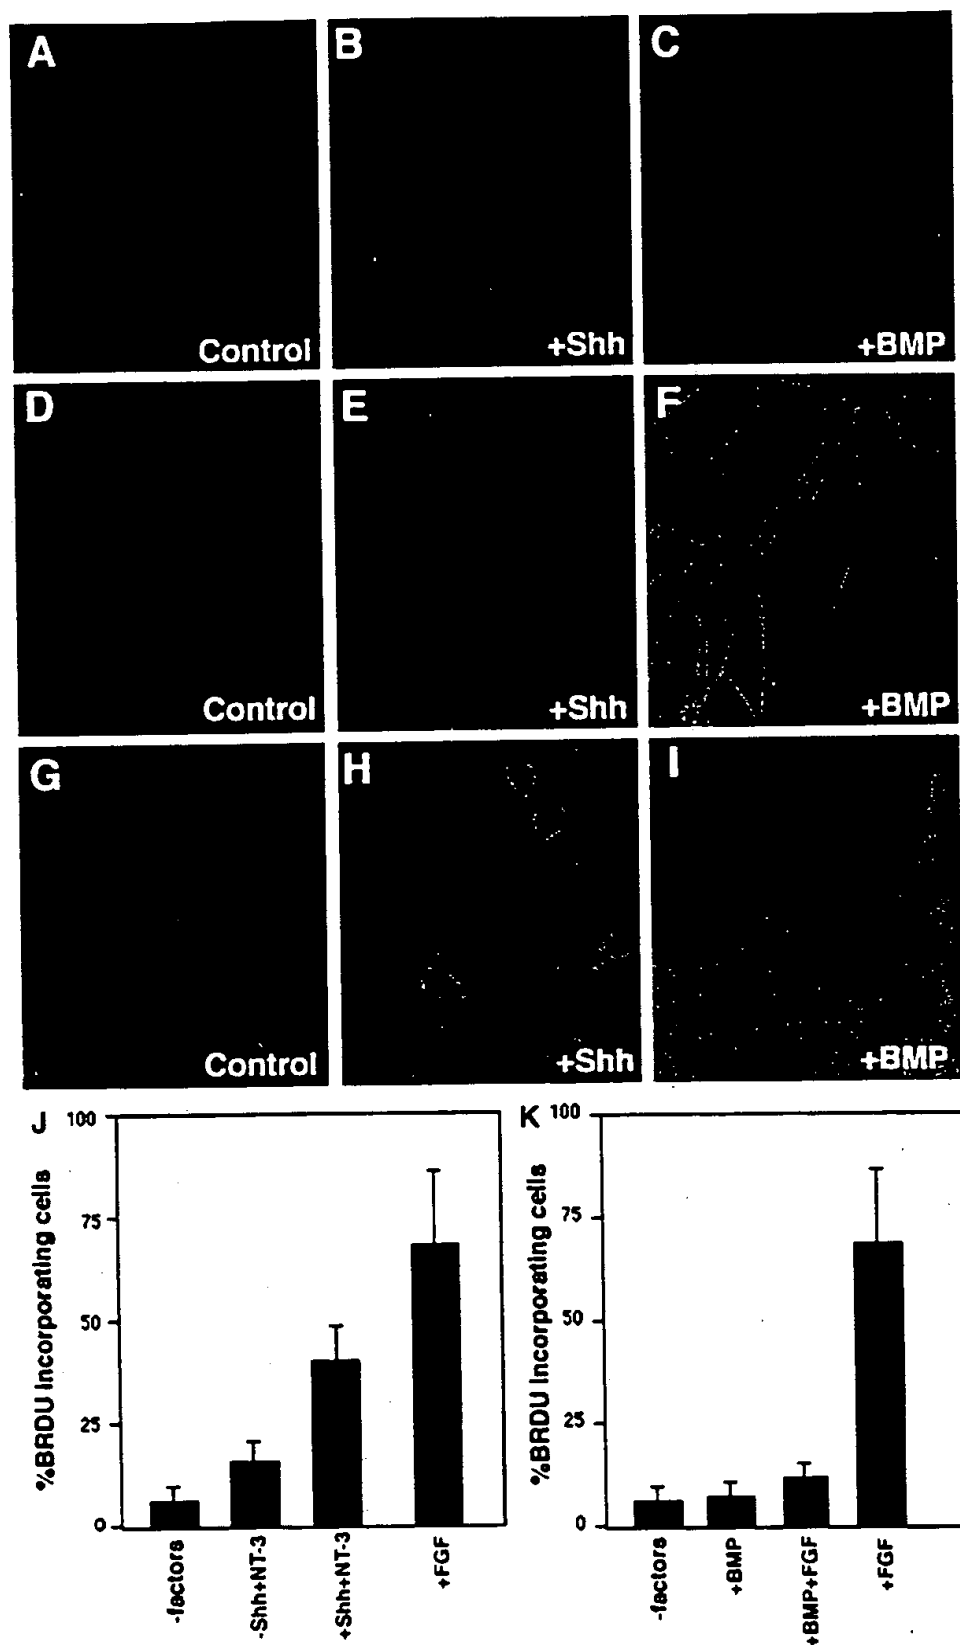 A
B
C
Control
+Shh
+BMP
D
E
F
Control
+Shh
+BMP
G
H
I
Control
+Shh
+BMP
J
%BRDU Incorporating cells
100
75
50
25
0
-factors
-Shh+NT-3
+Shh+NT-3
+FGF
K
%BRDU Incorporating cells
100
75
50
25
0
-factors
+BMP
+BMP+FGF
+FGF